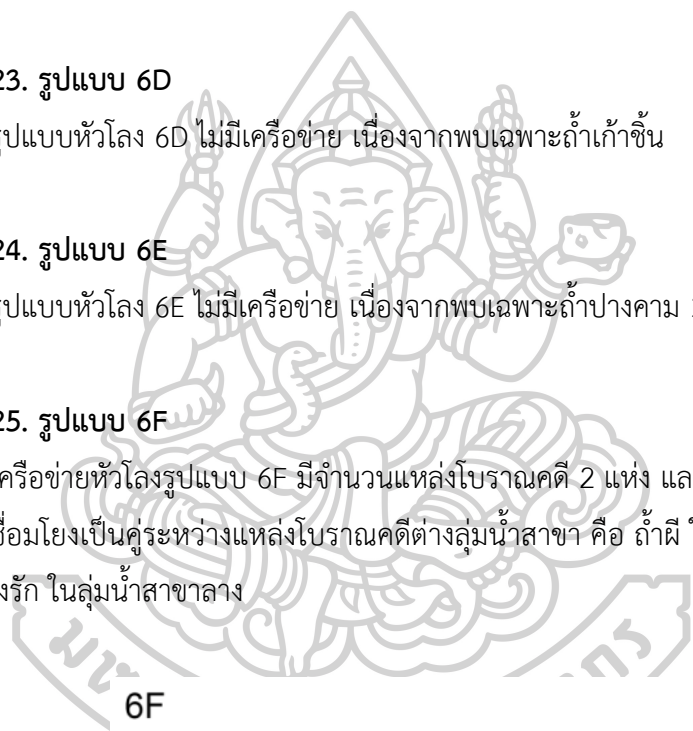 23. รูปแบบ 6D
รูปแบบหัวโลง 6D ไม่มีเครือข่าย เนื่องจากพบเฉพาะถ้ำเก้าชิ้น
24. รูปแบบ 6E
รูปแบบหัวโลง 6E ไม่มีเครือข่าย เนื่องจากพบเฉพาะถ้ำปางคาม
25. รูปแบบ 6F
เครือข่ายหัวโลงรูปแบบ 6F มีจำนวนแหล่งโบราณคดี 2 แห่ง
เชื่อมโยงเป็นคู่ระหว่างแหล่งโบราณคดีต่างลุ่มน้ำสาขา คือ ถ้ำผี
ในลุ่มน้ำสาขาลาง
6F